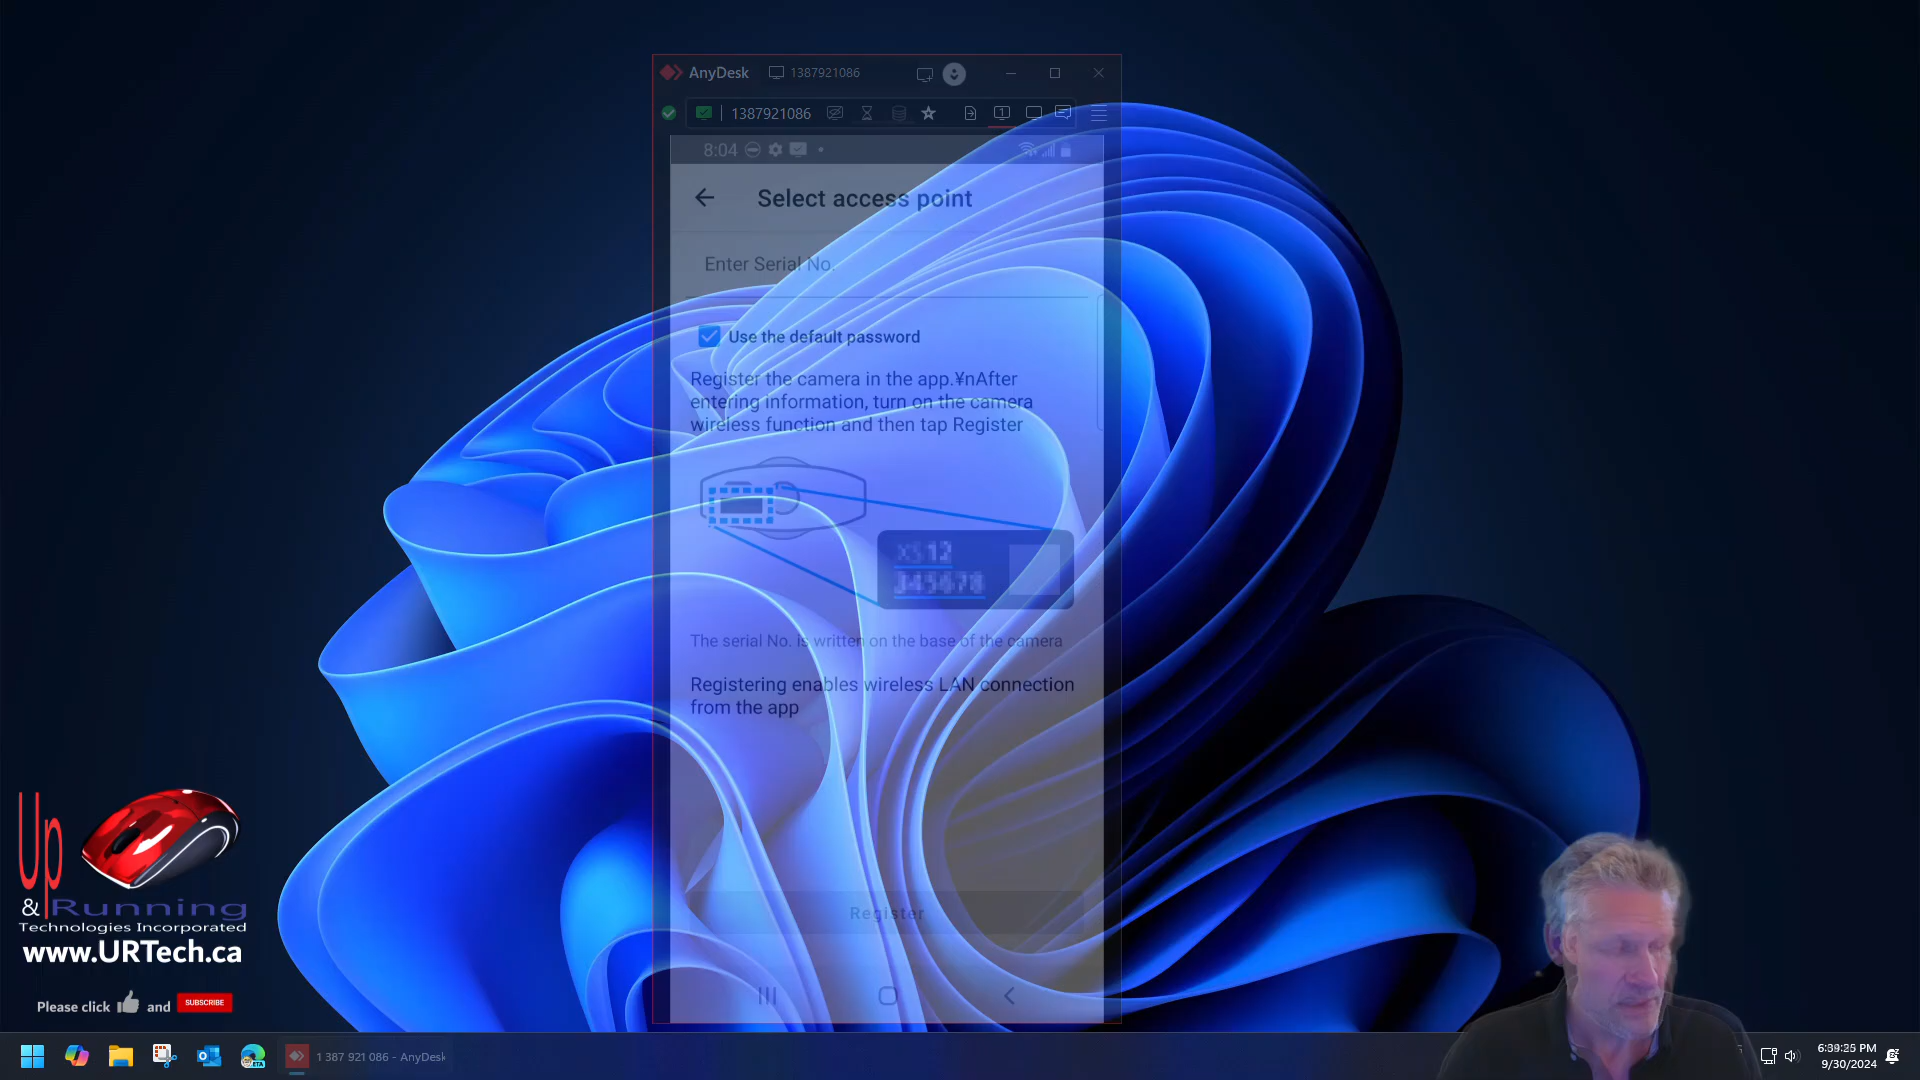 AnyDesk
1387921086
1387921086
8:04
Select access point
Enter Serial No.
Use the default password
Register the camera in the app.¥nAfter
entering information, turn on the camera
wireless function and then tap Register
The serial No. is written on the base of the camera
Registering enables wireless LAN connection
from the app
Register
Up
& Running
Technologies Incorporated
www.URTech.ca
Please click and SUBSCRIBE
1 387 921 086 - AnyDesk
BETA
6:39:25 PM
9/30/2024